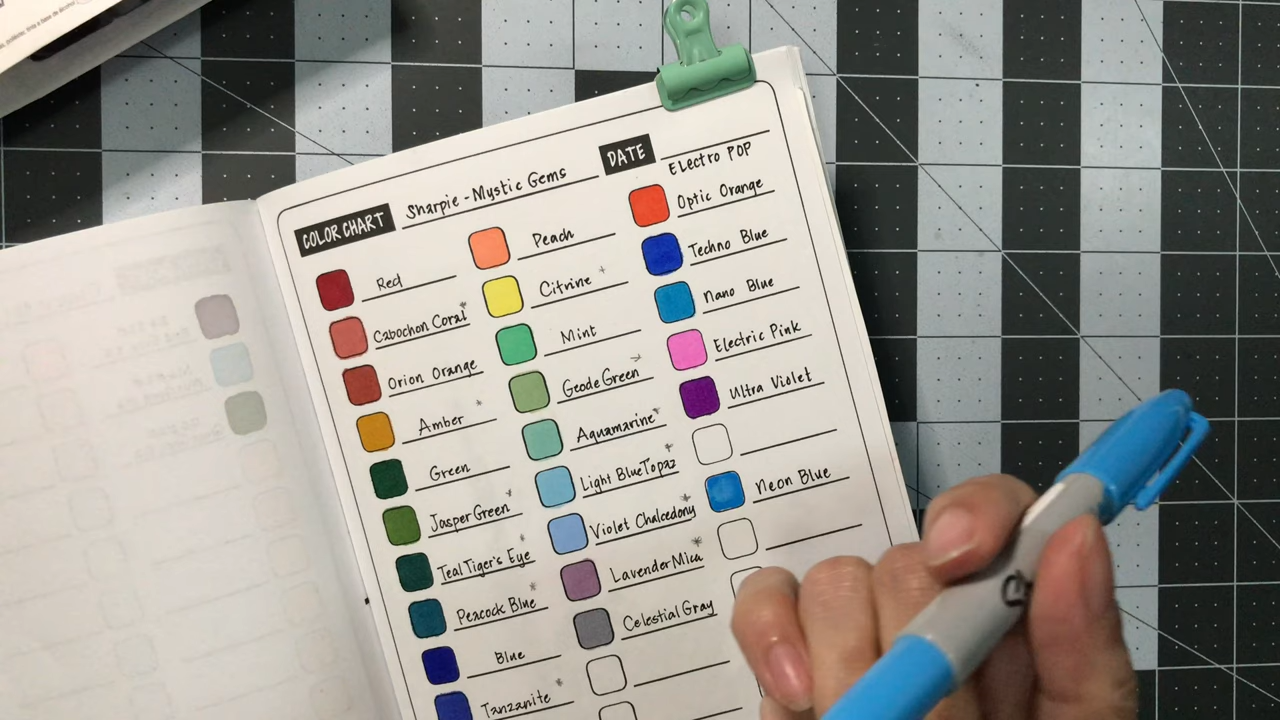 COLOR CHART
Sharpie - Mystic Gems
DATE
Red
Cabochon Coral*
Orion Orange
Amber
Green
Jasper Green*
Teal Tiger's Eye*
Peacock Blue*
Blue
Tanzanite*
Peach
Citrine
Mint
Geode Green
Aquamarine*
Light Blue Topaz*
Violet Chalcedony*
Lavender Mica*
Celestial Gray
Electro POP
Optic Orange
Techno Blue
Nano Blue
Electric Pink
Ultra Violet
Neon Blue